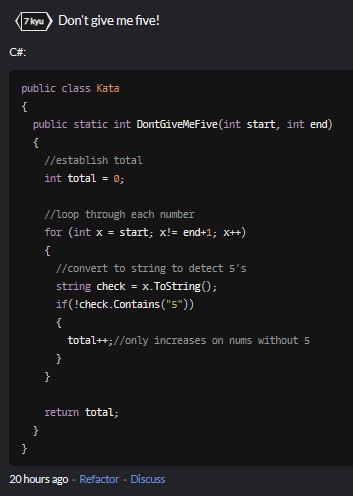 7 kyu Don't give me five!
C#:
public class Kata
{
  public static int DontGiveMeFive(int start, int end)
  {
    //establish total
    int total = 0;

    //loop through each number
    for (int x = start; x!= end+1; x++)
    {
      //convert to string to detect 5's
      string check = x.ToString();
      if(!check.Contains("5"))
      {
        total++;//only increases on nums without 5
      }
    }

    return total;
  }
}
20 hours ago - Refactor - Discuss